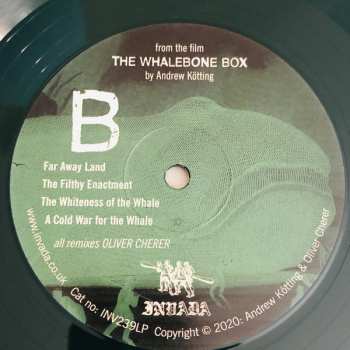 from the film
THE WHALEBONE BOX
by Andrew Kötting
B
Far Away Land
The Filthy Enactment
The Whiteness of the Whale
A Cold War for the Whale
all remixes OLIVER CHERER
INVADA
www.invada.co.uk
Cat no: INV239LP Copyright © 2020: Andrew Kötting & Oliver Cherer